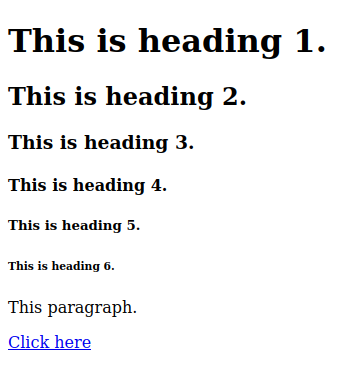 This is heading 1.
This is heading 2.
This is heading 3.
This is heading 4.
This is heading 5.
This is heading 6.
This paragraph.
Click here